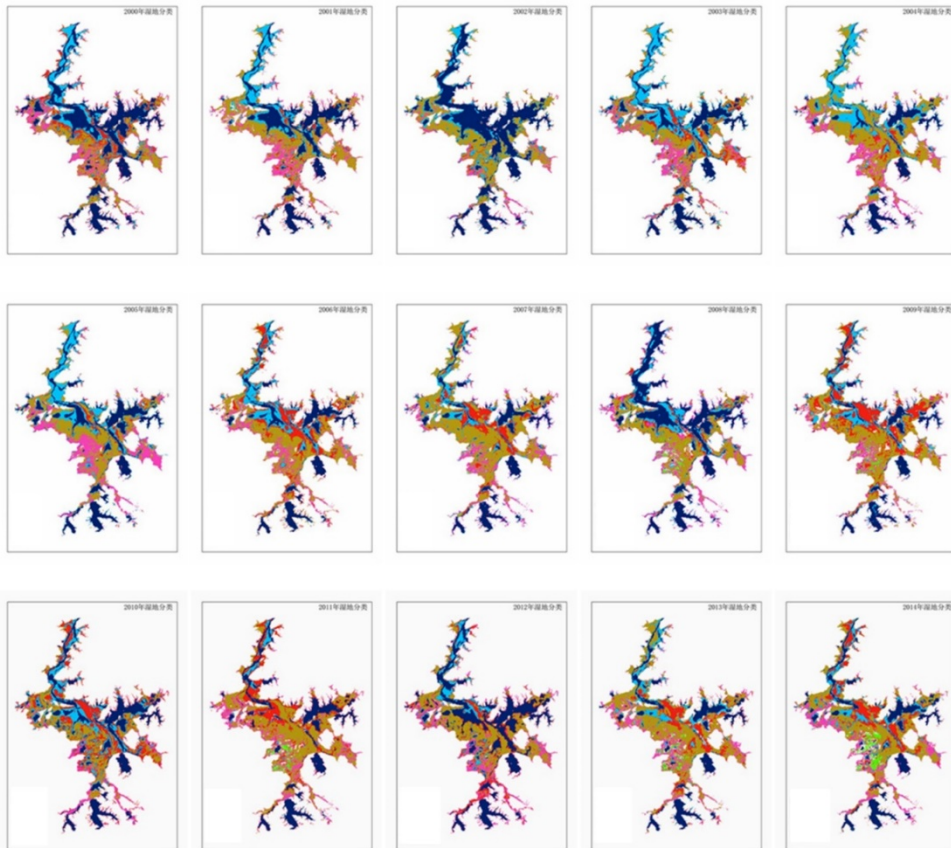 2000年湿地分类
2001年湿地分类
2002年湿地分类
2003年湿地分类
2004年湿地分类
2005年湿地分类
2006年湿地分类
2007年湿地分类
2008年湿地分类
2009年湿地分类
2010年湿地分类
2011年湿地分类
2012年湿地分类
2013年湿地分类
2014年湿地分类